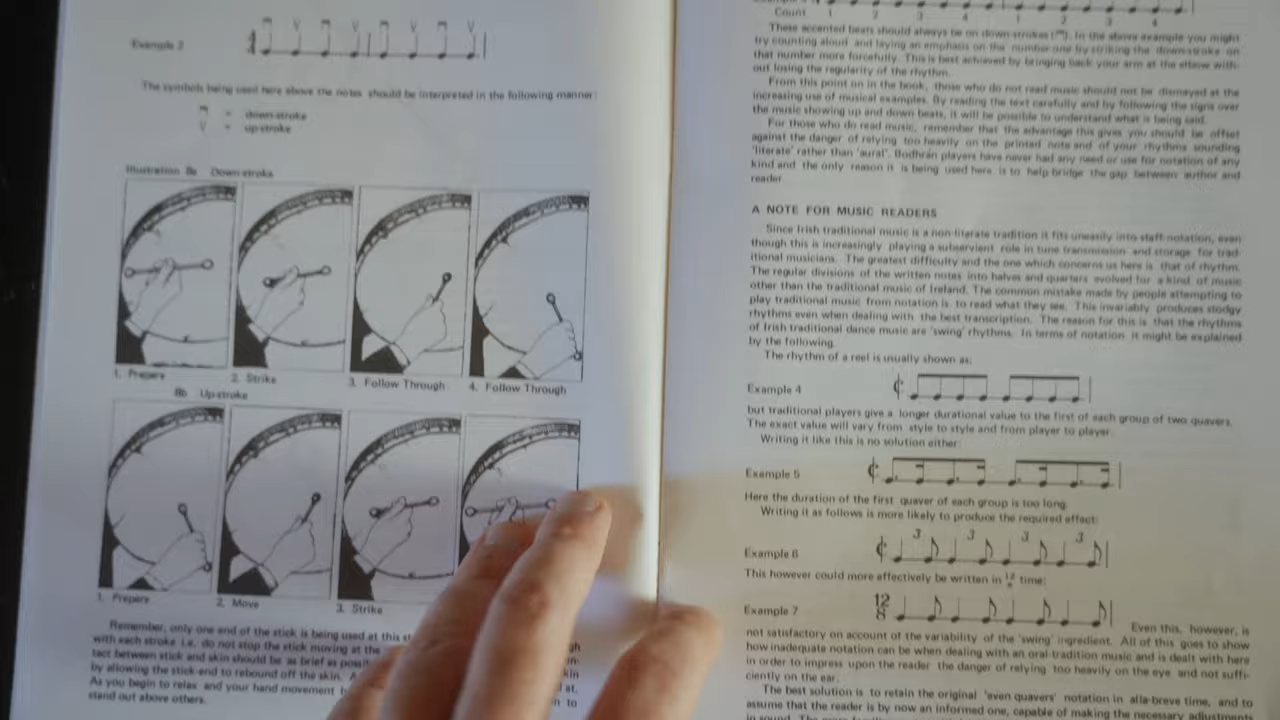 Example 3
The symbols being used here above the notes should be interpreted in the following manner:
= down-stroke
V = up-stroke
Illustration 8a Down-stroke
1. Prepare
2. Strike
3. Follow Through
4. Follow Through
8b Up-stroke
1. Prepare
2. Move
3. Strike
Remember, only one end of the stick is being used at this
with each stroke i.e. do not stop the stick moving at the
tact between stick and skin should be as brief as
by allowing the stick-end to rebound off the skin.
As you begin to relax and your hand movement
stand out above others.
Count 1 2 3 4 1 2 3 4
These accented beats should always be on down-strokes. In the above example you might
try counting aloud and laying an emphasis on the number one by striking the down-stroke on
that number more forcefully. This is best achieved by bringing back your arm at the elbow with-
out losing the regularity of the rhythm.
From this point on in the book, those who do not read music should not be dismayed at the
increasing use of musical examples. By reading the text carefully and by following the signs over
the music showing up and down beats, it will be possible to understand what is being said.
For those who do read music, remember that the advantage this gives you should be offset
against the danger of relying too heavily on the printed note and of your rhythms sounding
'literate' rather than 'aural'. Bodhrán players have never had any need or use for notation of any
kind and the only reason it is being used here is to help bridge the gap between author and
reader.
A NOTE FOR MUSIC READERS
Since Irish traditional music is a non-literate tradition it fits uneasily into staff-notation, even
though this is increasingly playing a subservient role in tune transmission and storage for trad-
itional musicians. The greatest difficulty and the one which concerns us here is that of rhythm.
The regular divisions of the written notes into halves and quarters evolved for a kind of music
other than the traditional music of Ireland. The common mistake made by people attempting to
play traditional music from notation is to read what they see. This invariably produces stodgy
rhythms even when dealing with the best transcription. The reason for this is that the rhythms
of Irish traditional dance music are 'swing' rhythms. In terms of notation it might be explained
by the following.
The rhythm of a reel is usually shown as:
Example 4
but traditional players give a longer durational value to the first of each group of two quavers.
The exact value will vary from style to style and from player to player.
Writing it like this is no solution either:
Example 5
Here the duration of the first quaver of each group is too long.
Writing it as follows is more likely to produce the required effect:
3 3 3 3
Example 6
This however could more effectively be written in 12/8 time:
Example 7 12/8
Even this, however, is
not satisfactory on account of the variability of the 'swing' ingredient. All of this goes to show
how inadequate notation can be when dealing with an oral-tradition music and is dealt with here
in order to impress upon the reader the danger of relying too heavily on the eye and not suffi-
ciently on the ear.
The best solution is to retain the original 'even quavers' notation in alla-breve time, and to
assume that the reader is by now an informed one, capable of making the necessary adjustments
in sound.